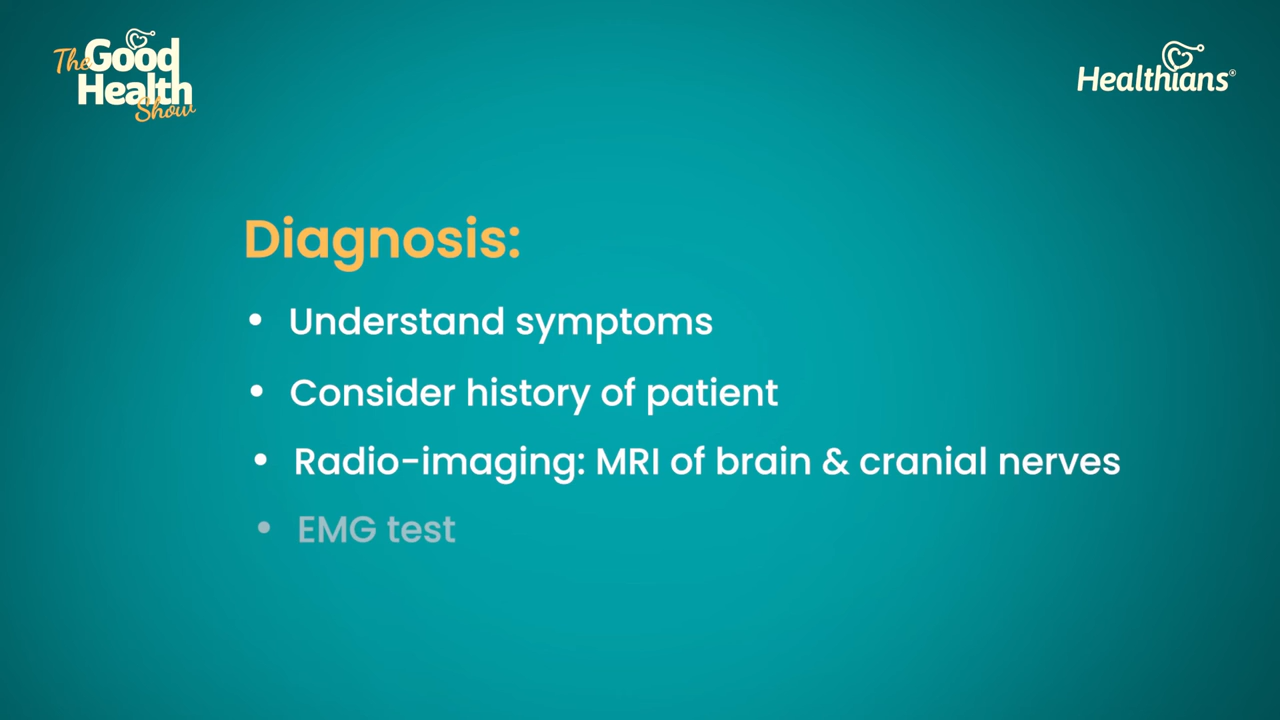 The Good
Health
Show
Healthians®
Diagnosis:
• Understand symptoms
• Consider history of patient
• Radio-imaging: MRI of brain & cranial nerves
• EMG test